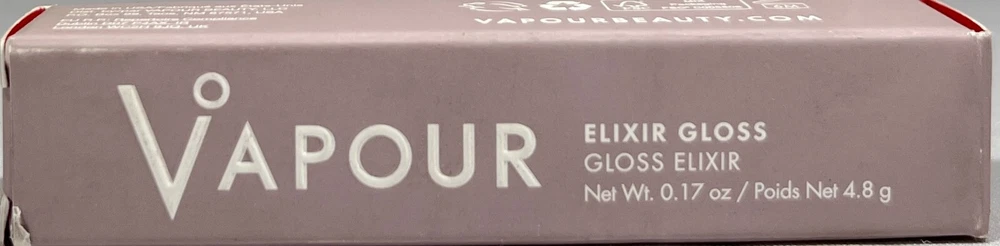 VAPOURBEAUTY.COM
VAPOUR
ELIXIR GLOSS
GLOSS ELIXIR
Net Wt. 0.17 oz / Poids Net 4.8 g